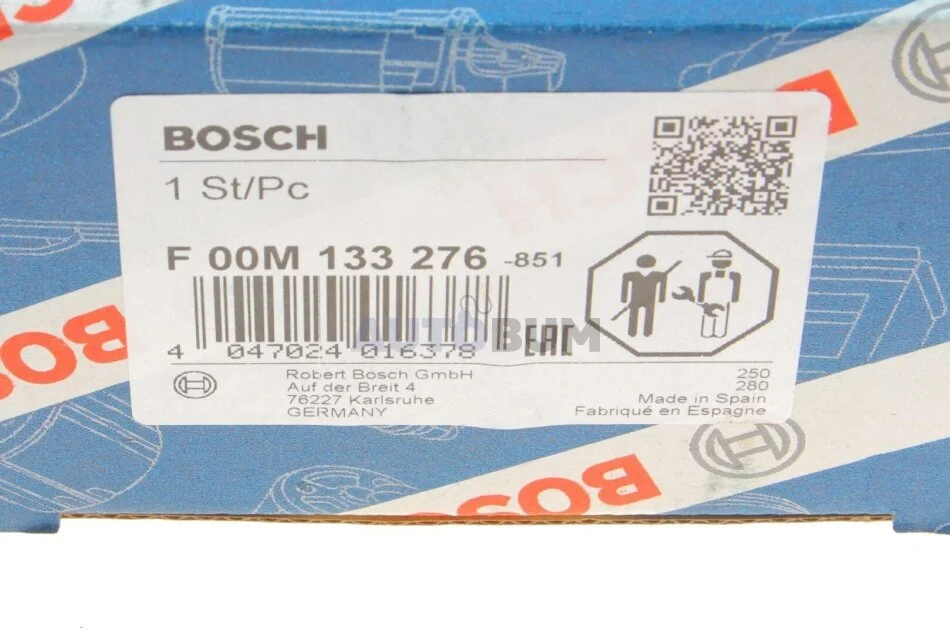 BOSCH
1 St/Pc
F 00M 133 276 -851
4 047024 016378
AUTOBUM
EAC
Robert Bosch GmbH
Auf der Breit 4
76227 Karlsruhe
GERMANY
250
280
Made in Spain
Fabriqué en Espagne
BOSCH